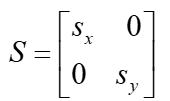 S = [ s_x 0
0 s_y ]